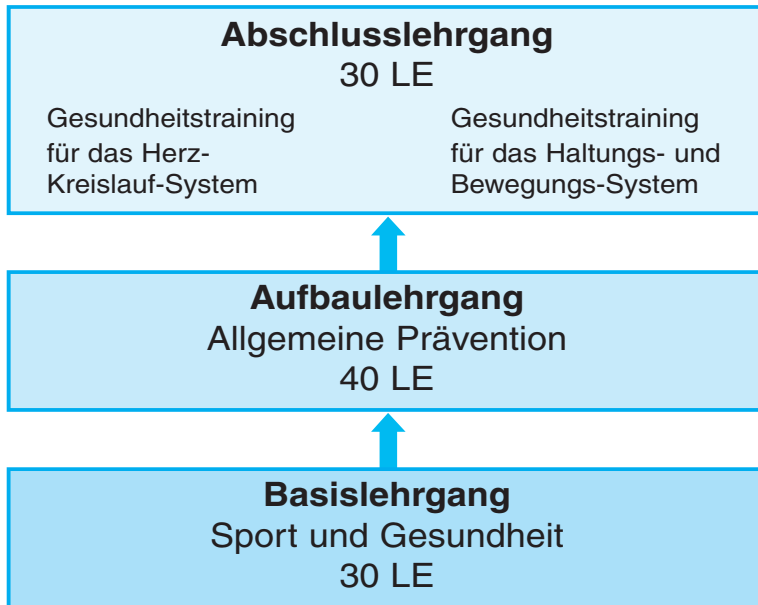 Abschlusslehrgang
30 LE
Gesundheitstraining
für das Herz-
Kreislauf-System
Gesundheitstraining
für das Haltungs- und
Bewegungs-System
Aufbaulehrgang
Allgemeine Prävention
40 LE
Basislehrgang
Sport und Gesundheit
30 LE